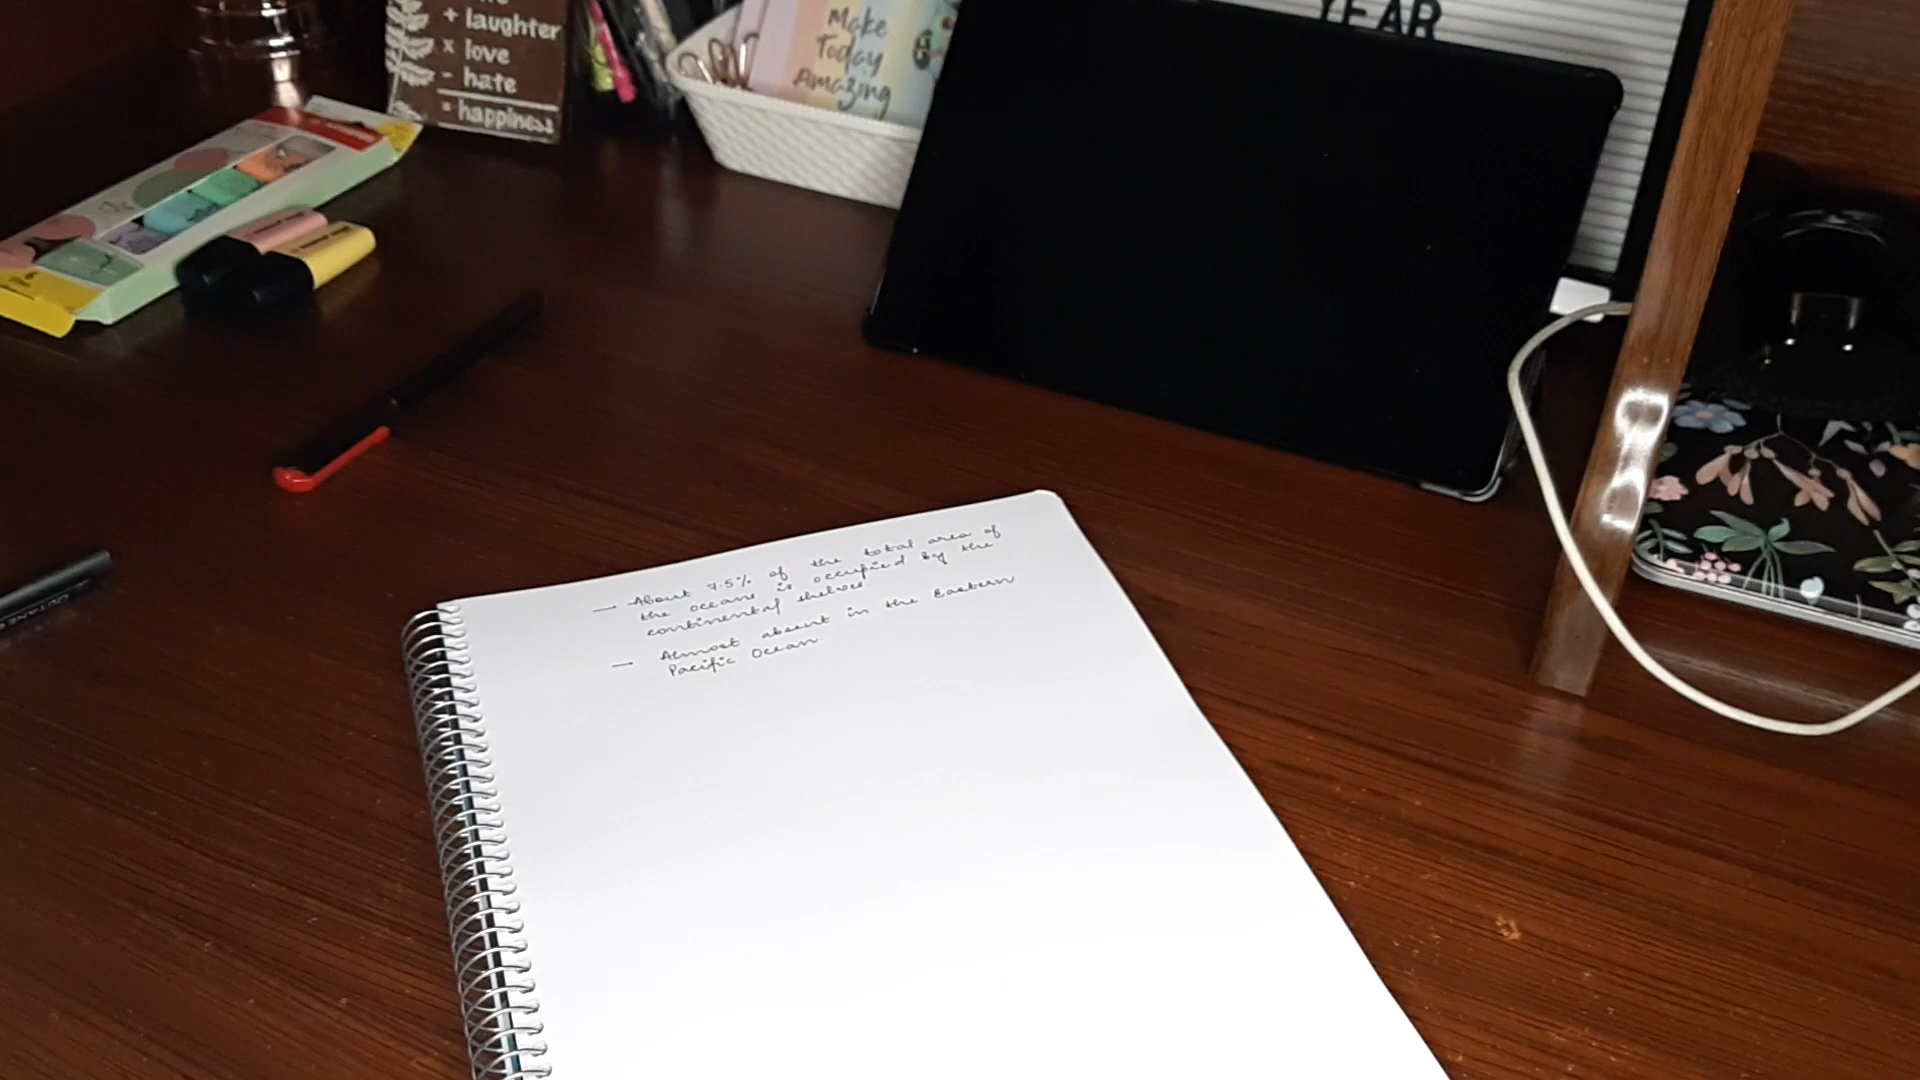 + laughter
× love
- hate
= happiness
Make
Today
Amazing
YEAR
→ About 7.5% of the total area of
the oceans is occupied by the
continental shelves.
→ Almost absent in the Eastern
Pacific Ocean.
OCTANE